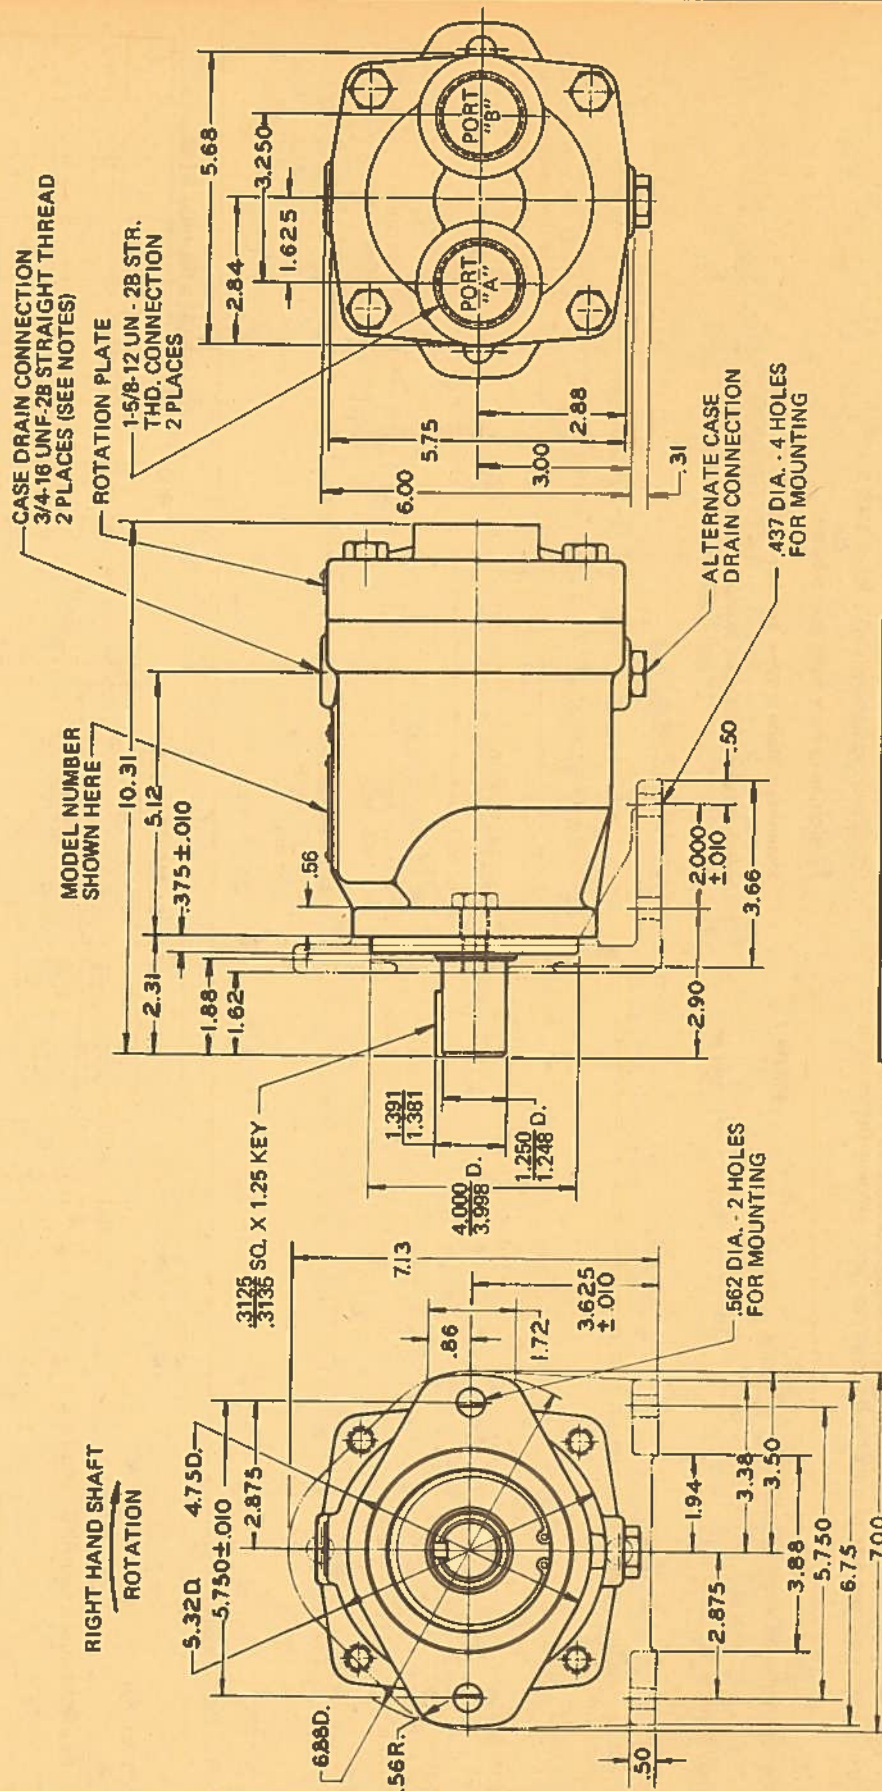 CASE DRAIN CONNECTION
3/4-16 UNF-2B STRAIGHT THREAD
2 PLACES (SEE NOTES)
ROTATION PLATE
1-5/8-12 UN - 2B STR.
THD. CONNECTION
2 PLACES
5.68
3.250
2.84
1.625
PORT
"A"
PORT
"B"
6.00
5.75
3.00
2.88
.31
MODEL NUMBER
SHOWN HERE
10.31
5.12
.375±.010
2.31
1.88
1.62
.56
ALTERNATE CASE
DRAIN CONNECTION
.437 DIA. - 4 HOLES
FOR MOUNTING
.50
2.000
±.010
3.66
2.90
.3125
.3135 SQ. X 1.25 KEY
1.391
1.381
1.250
1.248 D.
4.000
3.998 D.
RIGHT HAND SHAFT
ROTATION
5.32D.
4.75D.
5.750±.010
2.875
7.13
.86
1.72
3.625
±.010
.562 DIA. - 2 HOLES
FOR MOUNTING
6.88D.
.56R.
1.94
3.38
3.50
2.875
3.88
5.750
6.75
7.00
.50